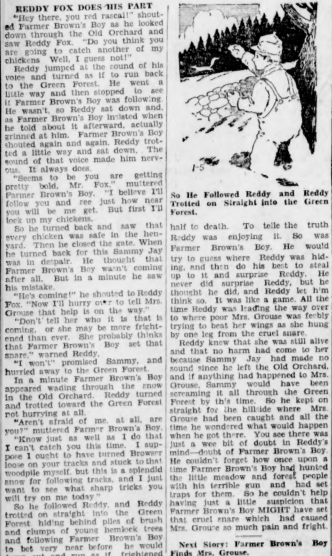 REDDY FOX DOES HIS PART
"Hey there, you red rascal!" shout-
ed Farmer Brown's Boy as he looked
down through the Old Orchard and
saw Reddy Fox. "Do you think you
are going to catch another of my
chickens Well, I guess not!"
Reddy jumped at the sound of his
voice and turned as if to run back
to the Green Forest. He went a
little way and then stopped to see
if Farmer Brown's Boy was following.
He wasn't, so Reddy sat down and,
as Farmer Brown's Boy insisted when
he told about it afterward, actually
grinned at him. Farmer Brown's Boy
shouted again and again. Reddy trot-
ted a little way and sat down. The
sound of that voice made him nerv-
ous. It always does.
"Seems to be you are getting
pretty bold, Mr. Fox," muttered
Farmer Brown's Boy. "I believe I'll
follow you and see just how near
you will let me get. But first I'll
lock up my chickens.
So he turned back and saw that
every chicken was safe in the hen-
yard. Then he closed the gate. When
he turned back for this Sammy Jay
was in despair. He thought that
Farmer Brown's Boy wasn't coming
after all. But in a minute he saw
his mistake.
"He's coming!" he shouted to Reddy
Fox. "Now I'll hurry over to tell Mrs.
Grouse that help is on the way."
"Don't tell her who it is that is
coming, or she may be more fright-
ened than ever. She probably thinks
that Farmer Brown's Boy set that
snare," warned Reddy.
"I won't" promised Sammy, and
hurried away to the Green Forest.
In a minute Farmer Brown's Boy
appeared wading through the snow
in the Old Orchard. Reddy turned
and trotted toward the Green Forest
not hurrying at all.
"Aren't afraid of me at all, are
you?" muttered Farmer Brown's Boy.
"Know just as well as I do that
I can't catch you this time. I sup-
pose I ought to have turned Bowser
loose on your tracks and stuck to that
woodpile myself, but this is a splendid
snow for following tracks, and I just
want to see what sharp tricks you
will try on me today."
So he followed Reddy, and Reddy
trotted on straight into the Green
Forest hiding behind piles of brush
and clumps of young hemlock trees
and following Farmer Brown's Boy
to bet very near before he would
1-5
So He Followed Reddy and Reddy
Trotted on Straight into the Green
Forest.
half to death. To tell the truth
Reddy was enjoying it. So was
Farmer Brown's Boy. He would
try to guess where Reddy was hid-
ing, and then do his best to steal
up to it and surprise Reddy. He
never did surprise Reddy, but he
thought he did, and Reddy let him
think so. It was like a game. All the
time Reddy was leading the way over
to where poor Mrs. Grouse was feebly
trying to beat her wings as she hung
by one leg from the cruel snare.
Reddy knew that she was still alive
and that no harm had come to her
because Sammy Jay had made no
sound since he left the Old Orchard,
and if anything had happened to Mrs.
Grouse, Sammy would have been
screaming it all through the Green
Forest by th's time. So he kept on
straight for the hillside where Mrs.
Grouse had been caught and all the
time he wondered what would happen
when he got there. You see there was
just a wee bit of doubt in Reddy's
mind—doubt of Farmer Brown's Boy.
He couldn't forget how once upon a
time Farmer Brown's Boy had hunted
the little meadow and forest people
with his terrible gun and had set
traps for them. So he couldn't help
having just a little suspicion that
Farmer Brown's Boy MIGHT have set
that cruel snare which had caused
Mrs. Grouse so much pain and fright.
Next Story: Farmer Brown's Boy
Finds Mrs. Grouse.